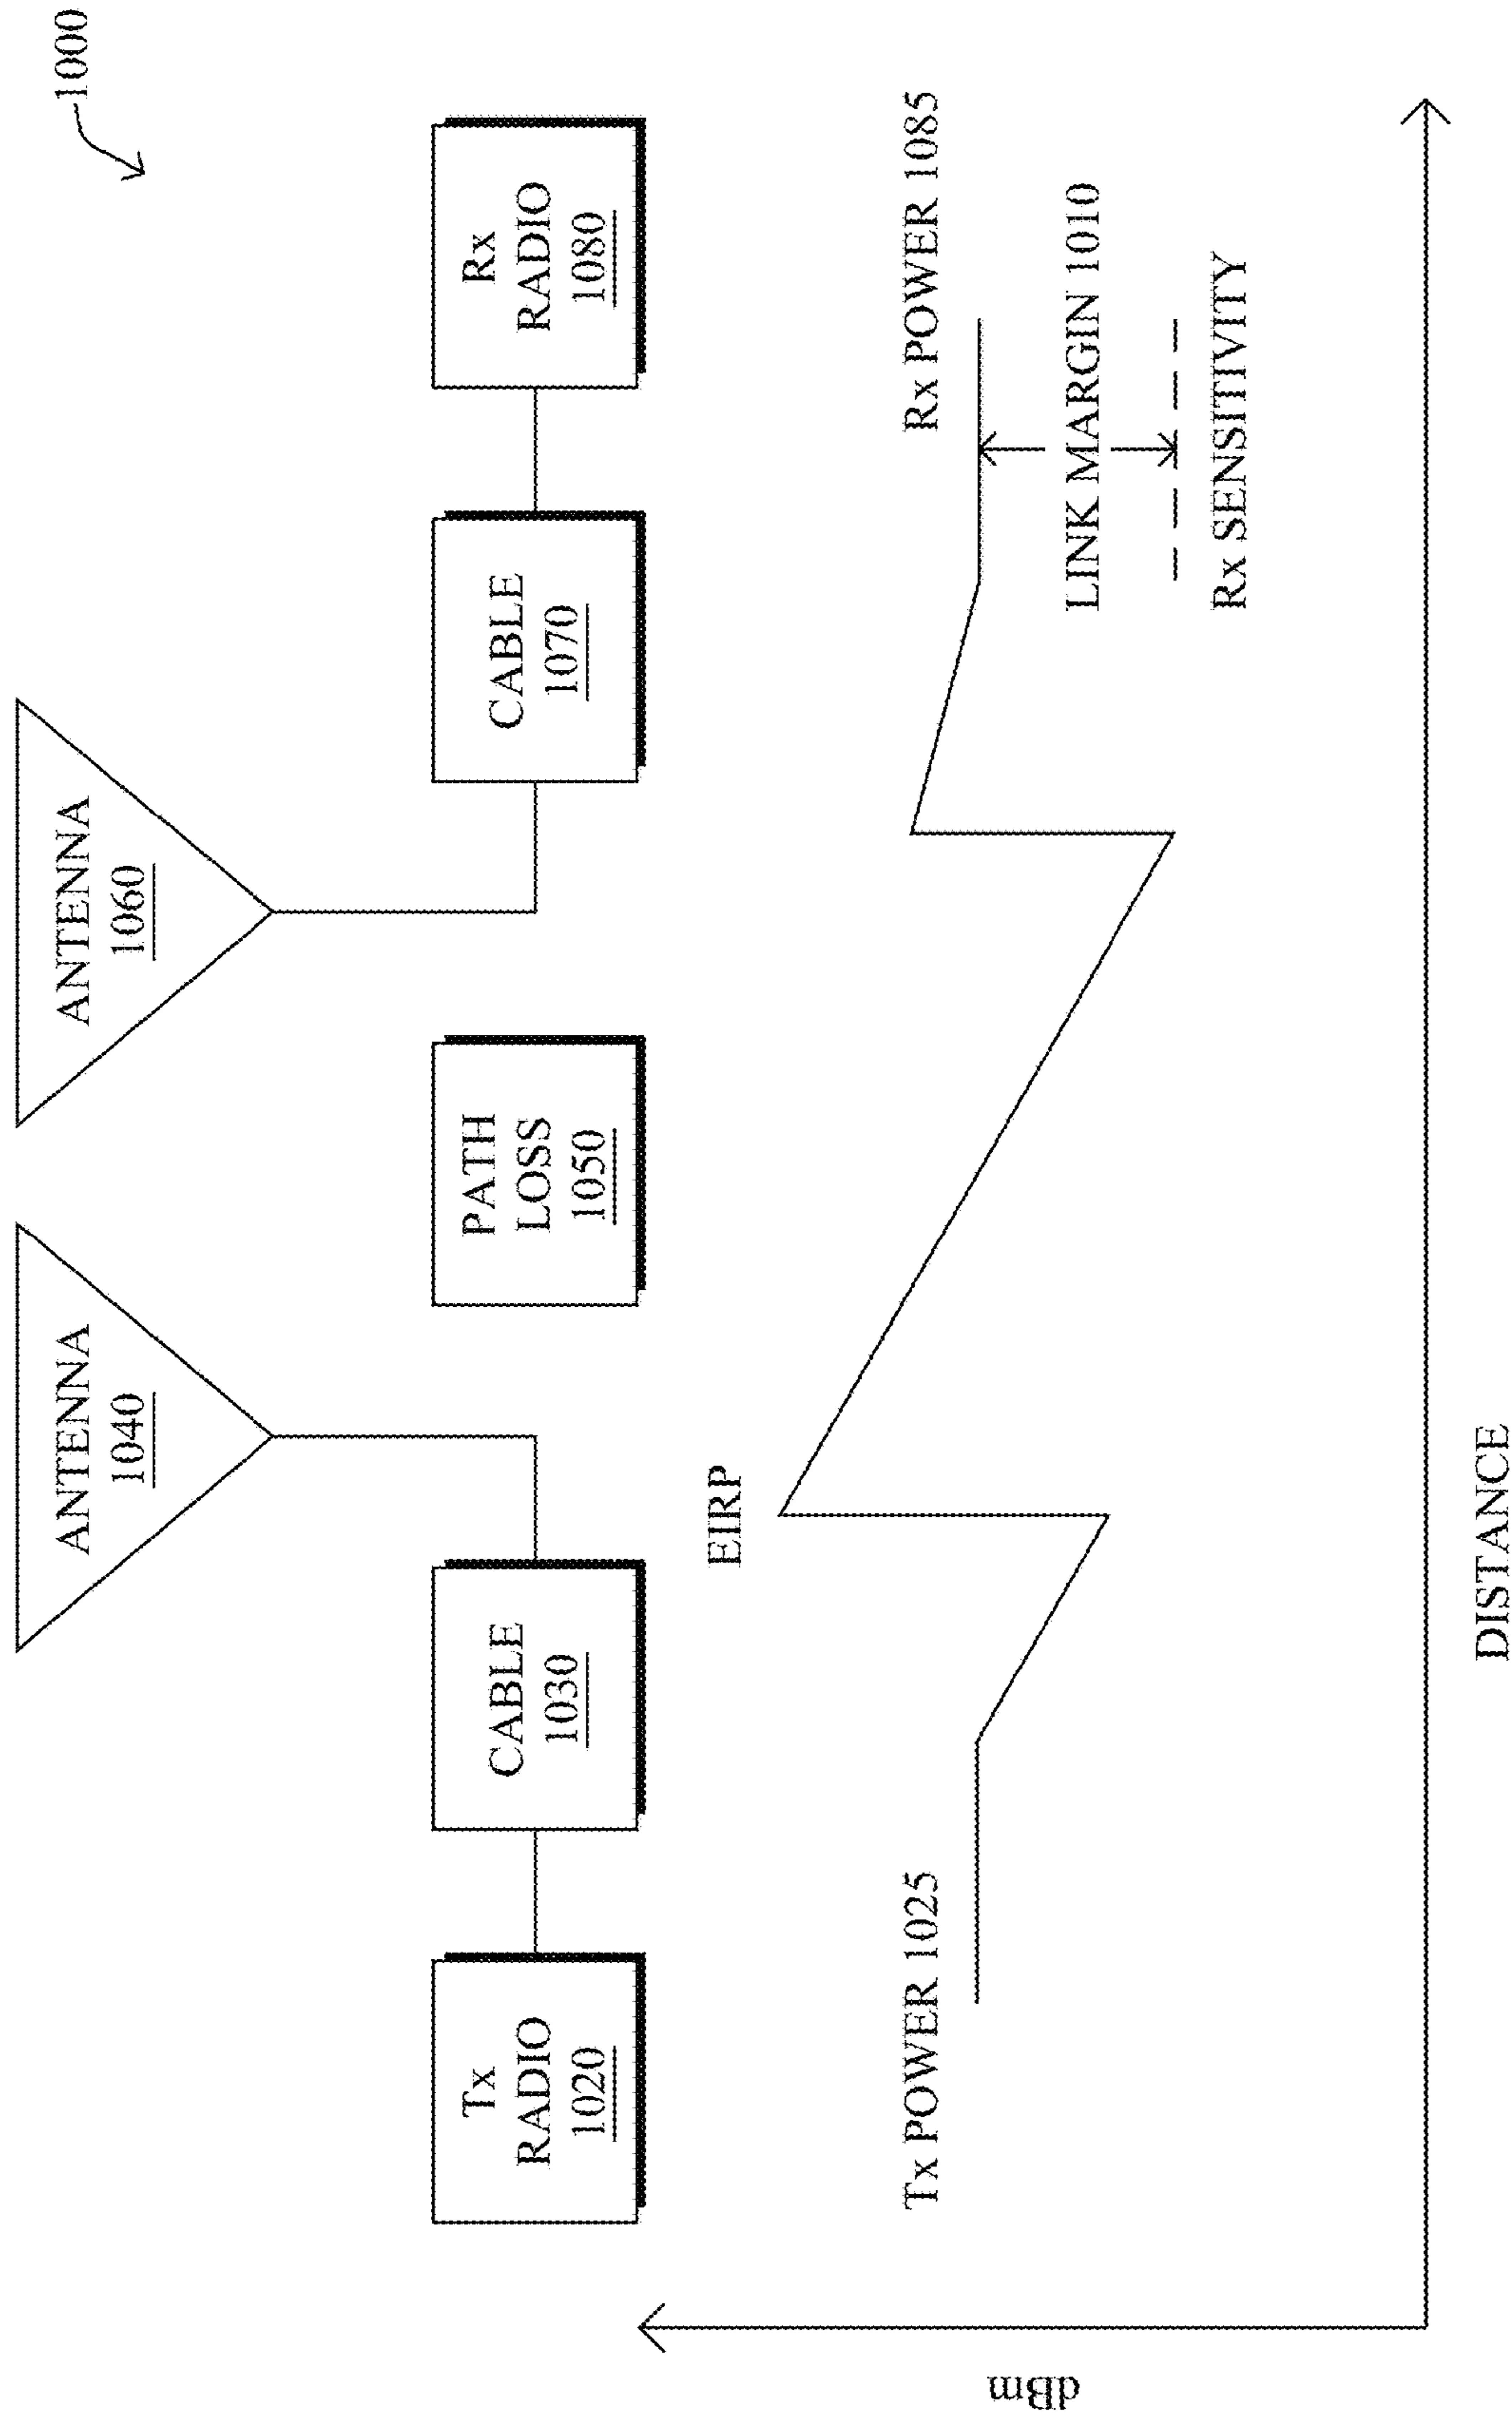 1000
ANTENNA
1040
ANTENNA
1060
Tx
RADIO
1020
CABLE
1030
PATH
LOSS
1050
CABLE
1070
Rx
RADIO
1080
EIRP
Tx POWER 1025
Rx POWER 1085
LINK MARGIN 1010
Rx SENSITIVITY
dBm
DISTANCE